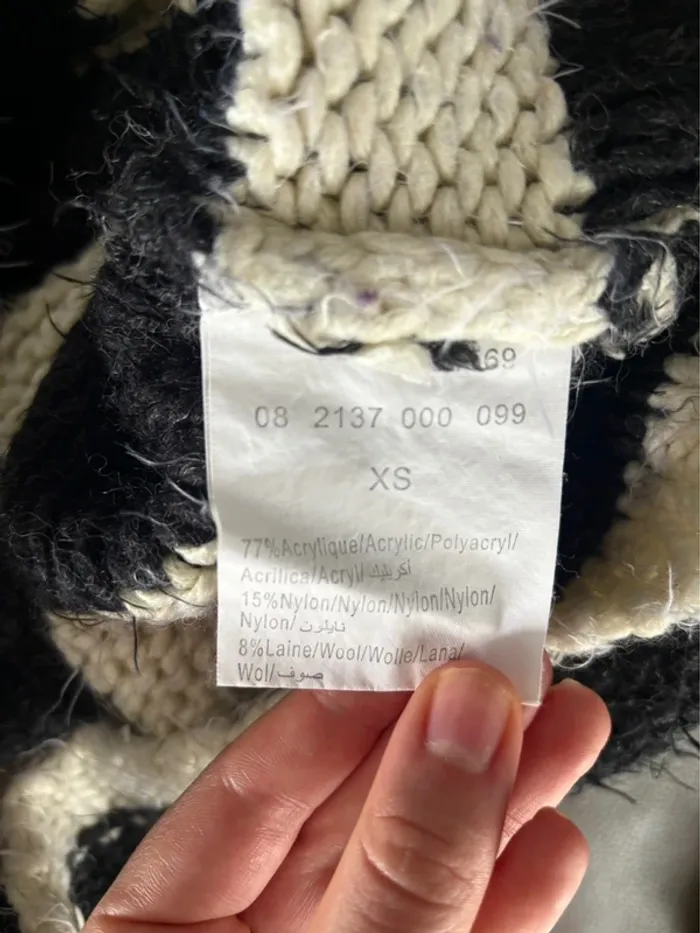 69
08 2137 000 099
XS
77%Acrylique/Acrylic/Polyacryl/
Acrilica/Acryl/ أكريليك
15%Nylon/Nylon/Nylon/Nylon/
Nylon/ نايلون
8%Laine/Wool/Wolle/Lana/
Wol/ صوف